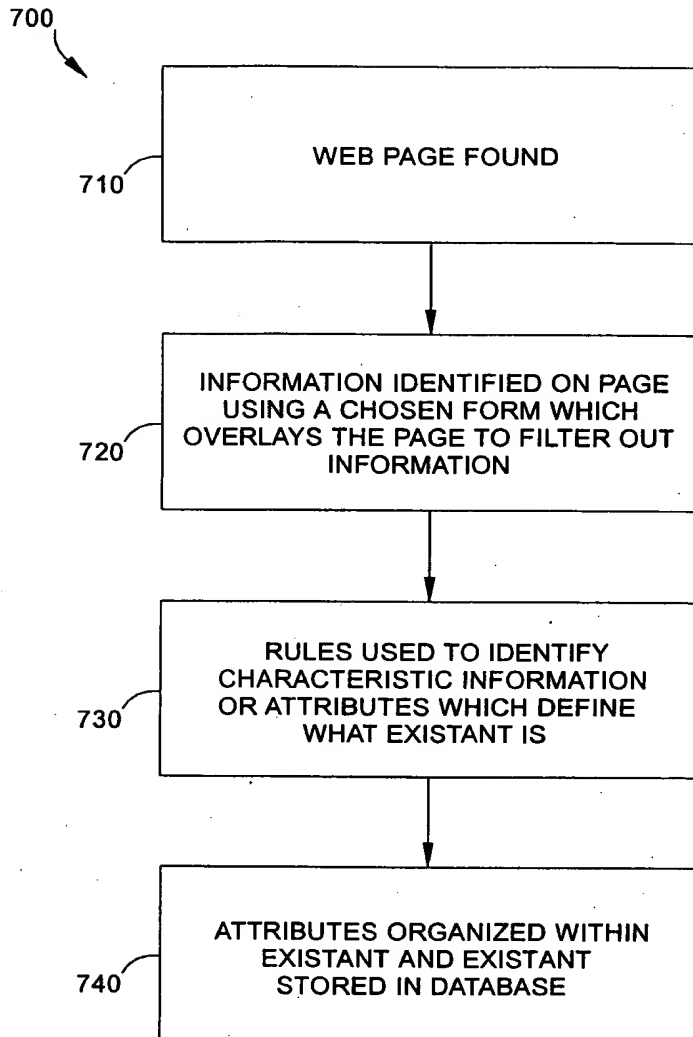 700
WEB PAGE FOUND
710
INFORMATION IDENTIFIED ON PAGE
USING A CHOSEN FORM WHICH
OVERLAYS THE PAGE TO FILTER OUT
INFORMATION
720
RULES USED TO IDENTIFY
CHARACTERISTIC INFORMATION
OR ATTRIBUTES WHICH DEFINE
WHAT EXISTANT IS
730
ATTRIBUTES ORGANIZED WITHIN
EXISTANT AND EXISTANT
STORED IN DATABASE
740